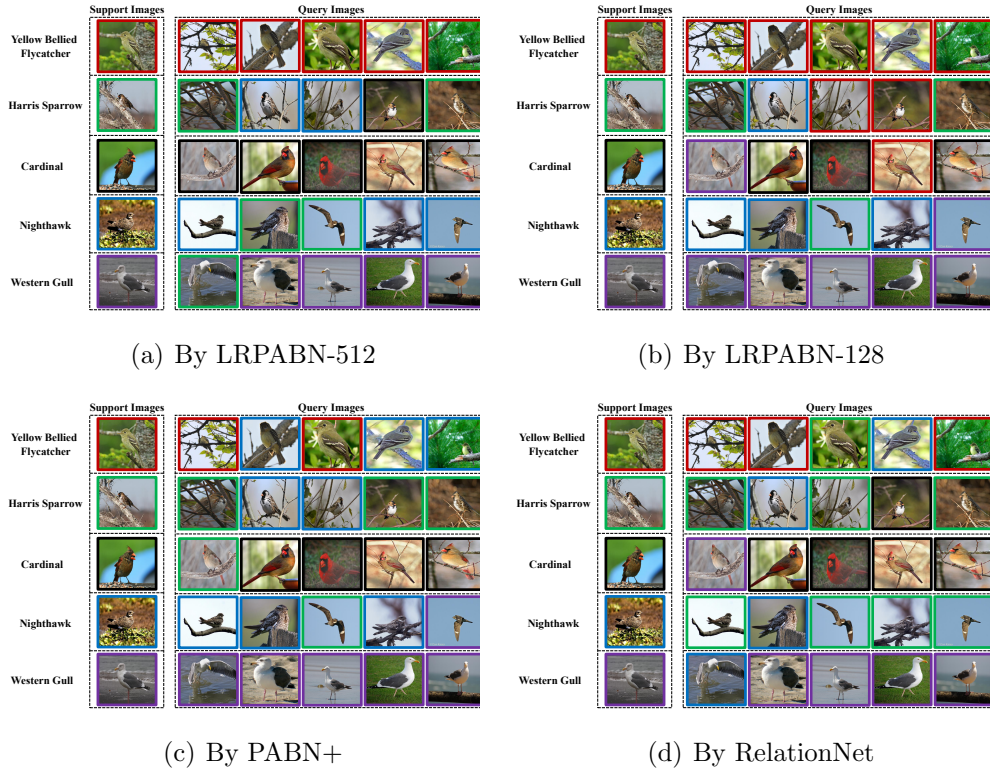 Support Images Query Images
Yellow Bellied
Flycatcher
Harris Sparrow
Cardinal
Nighthawk
Western Gull
(a) By LRPABN-512
Support Images Query Images
Yellow Bellied
Flycatcher
Harris Sparrow
Cardinal
Nighthawk
Western Gull
(b) By LRPABN-128
Support Images Query Images
Yellow Bellied
Flycatcher
Harris Sparrow
Cardinal
Nighthawk
Western Gull
(c) By PABN+
Support Images Query Images
Yellow Bellied
Flycatcher
Harris Sparrow
Cardinal
Nighthawk
Western Gull
(d) By RelationNet